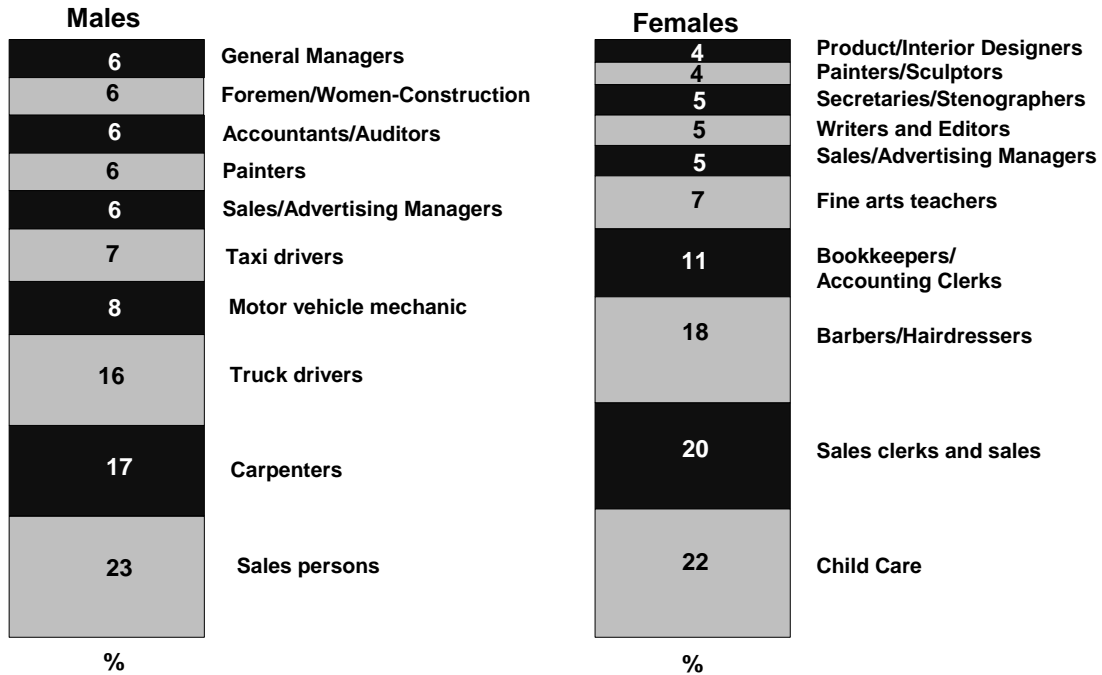 Males
6 General Managers
6 Foremen/Women-Construction
6 Accountants/Auditors
6 Painters
6 Sales/Advertising Managers
7 Taxi drivers
8 Motor vehicle mechanic
16 Truck drivers
17 Carpenters
23 Sales persons
%
Females
4 Product/Interior Designers
4 Painters/Sculptors
5 Secretaries/Stenographers
5 Writers and Editors
5 Sales/Advertising Managers
7 Fine arts teachers
11 Bookkeepers/
Accounting Clerks
18 Barbers/Hairdressers
20 Sales clerks and sales
22 Child Care
%